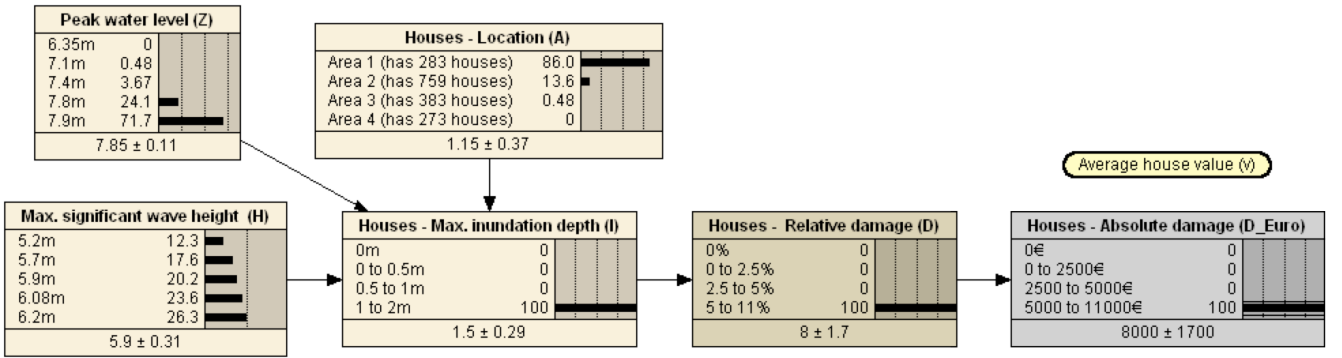 Peak water level (Z)
6.35m 0
7.1m 0.48
7.4m 3.67
7.8m 24.1
7.9m 71.7
7.85 ± 0.11
Houses - Location (A)
Area 1 (has 283 houses) 86.0
Area 2 (has 759 houses) 13.6
Area 3 (has 383 houses) 0.48
Area 4 (has 273 houses) 0
1.15 ± 0.37
Average house value (v)
Max. significant wave height (H)
5.2m 12.3
5.7m 17.6
5.9m 20.2
6.08m 23.6
6.2m 26.3
5.9 ± 0.31
Houses - Max. inundation depth (I)
0m 0
0 to 0.5m 0
0.5 to 1m 0
1 to 2m 100
1.5 ± 0.29
Houses - Relative damage (D)
0% 0
0 to 2.5% 0
2.5 to 5% 0
5 to 11% 100
8 ± 1.7
Houses - Absolute damage (D_Euro)
0€ 0
0 to 2500€ 0
2500 to 5000€ 0
5000 to 11000€ 100
8000 ± 1700